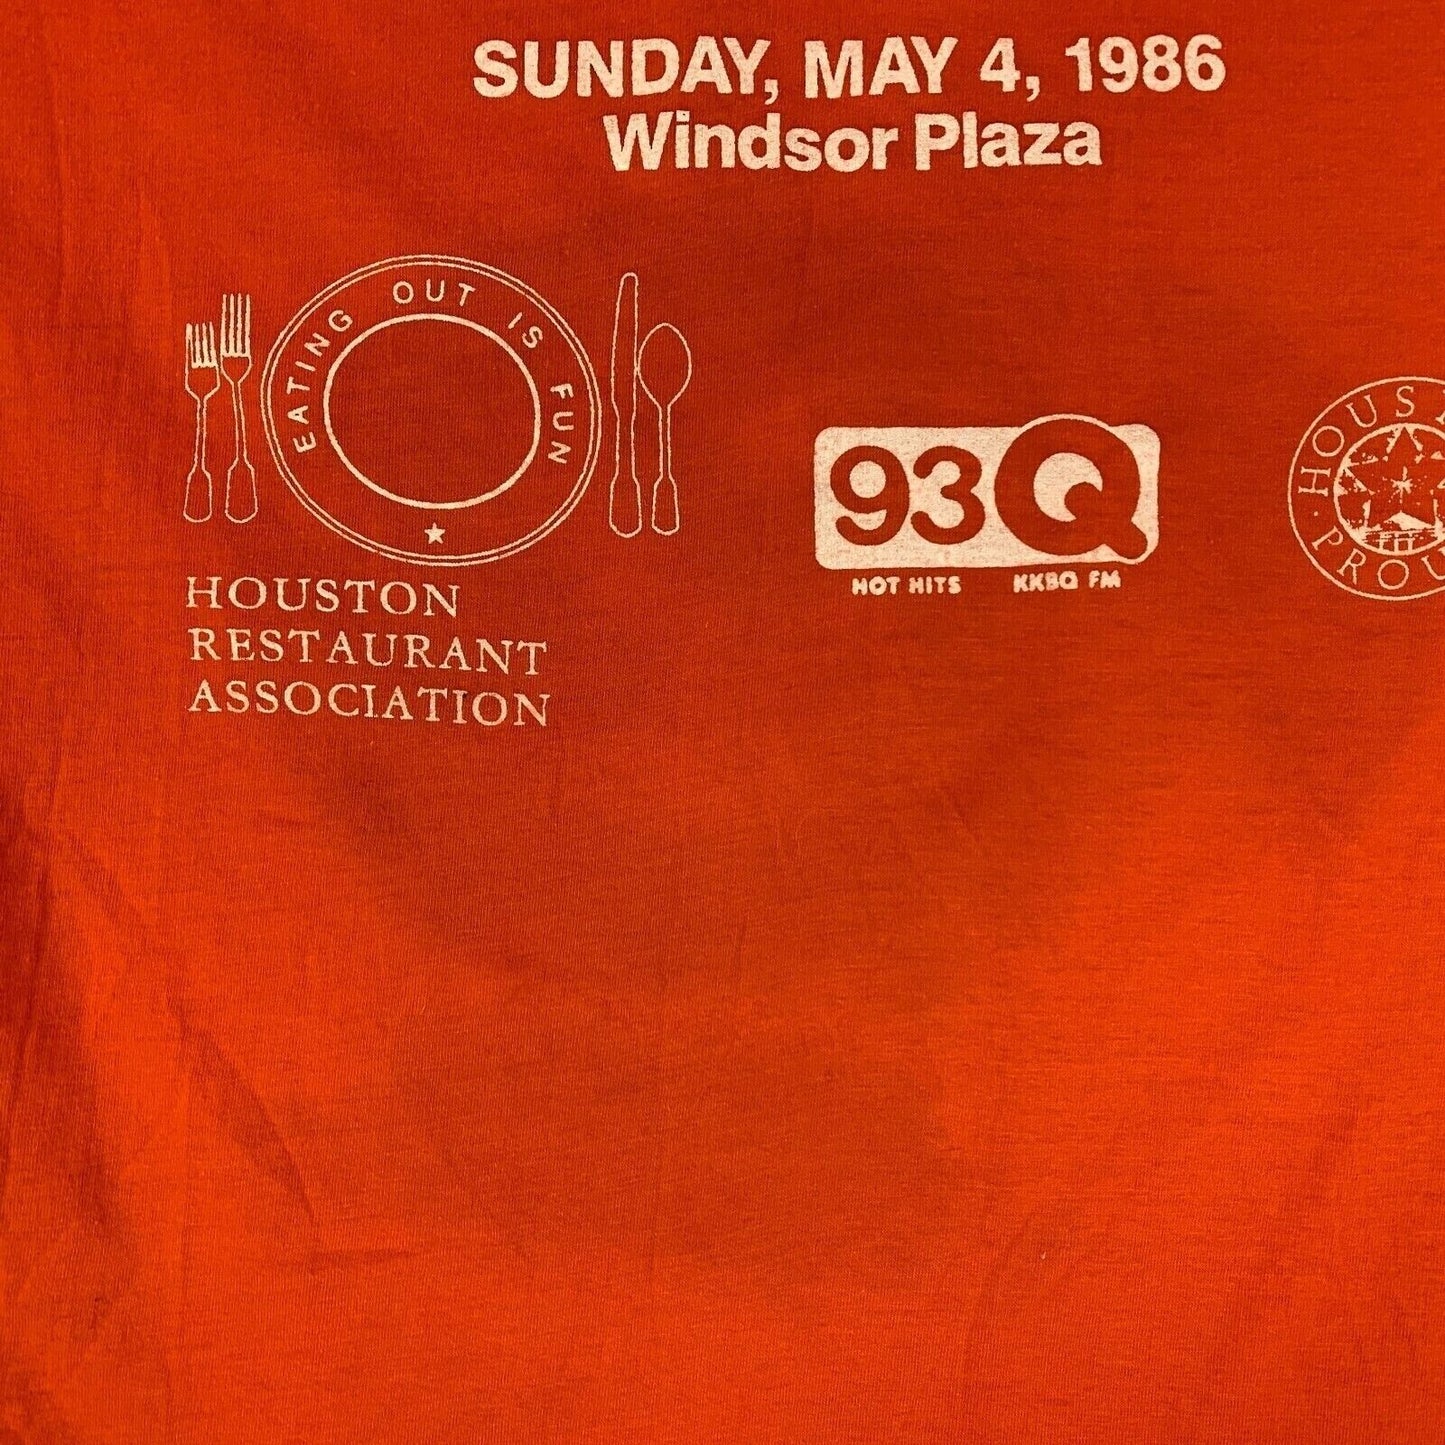 SUNDAY, MAY 4, 1986
Windsor Plaza
EATING OUT IS FUN
HOUSTON
RESTAURANT
ASSOCIATION
93Q
HOT HITS KKBQ FM